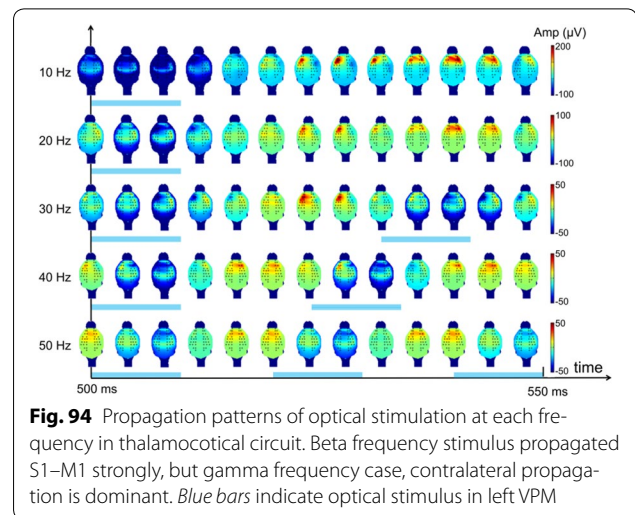 Amp (μV)
10 Hz
200
-100
20 Hz
100
-100
30 Hz
50
-50
40 Hz
50
-50
50 Hz
50
-50
time
500 ms
550 ms
Fig. 94 Propagation patterns of optical stimulation at each fre-
quency in thalamocotical circuit. Beta frequency stimulus propagated
S1–M1 strongly, but gamma frequency case, contralateral propaga-
tion is dominant. Blue bars indicate optical stimulus in left VPM